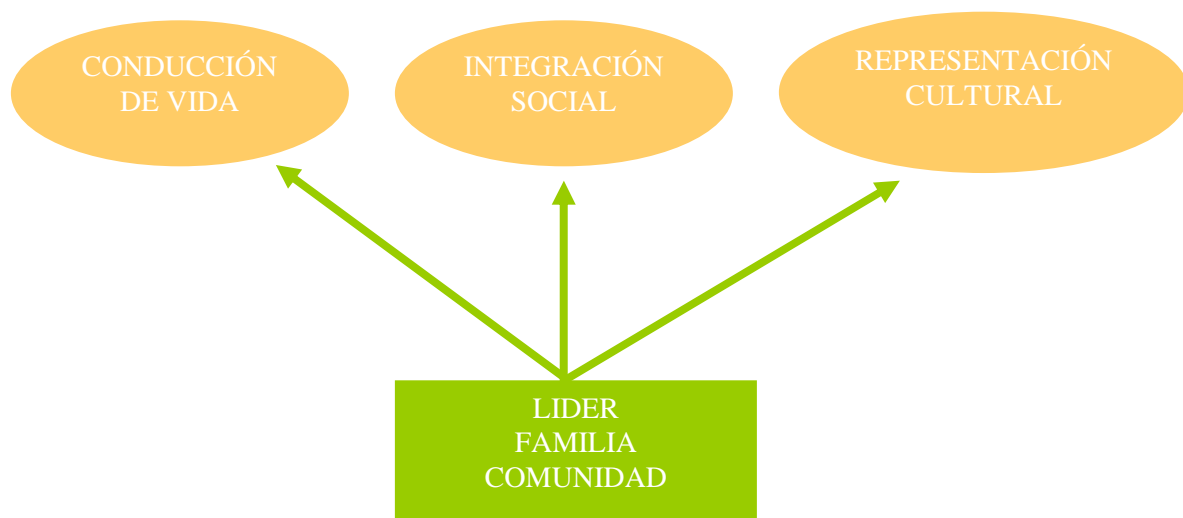 CONDUCCIÓN
DE VIDA
INTEGRACIÓN
SOCIAL
REPRESENTACIÓN
CULTURAL
LIDER
FAMILIA
COMUNIDAD